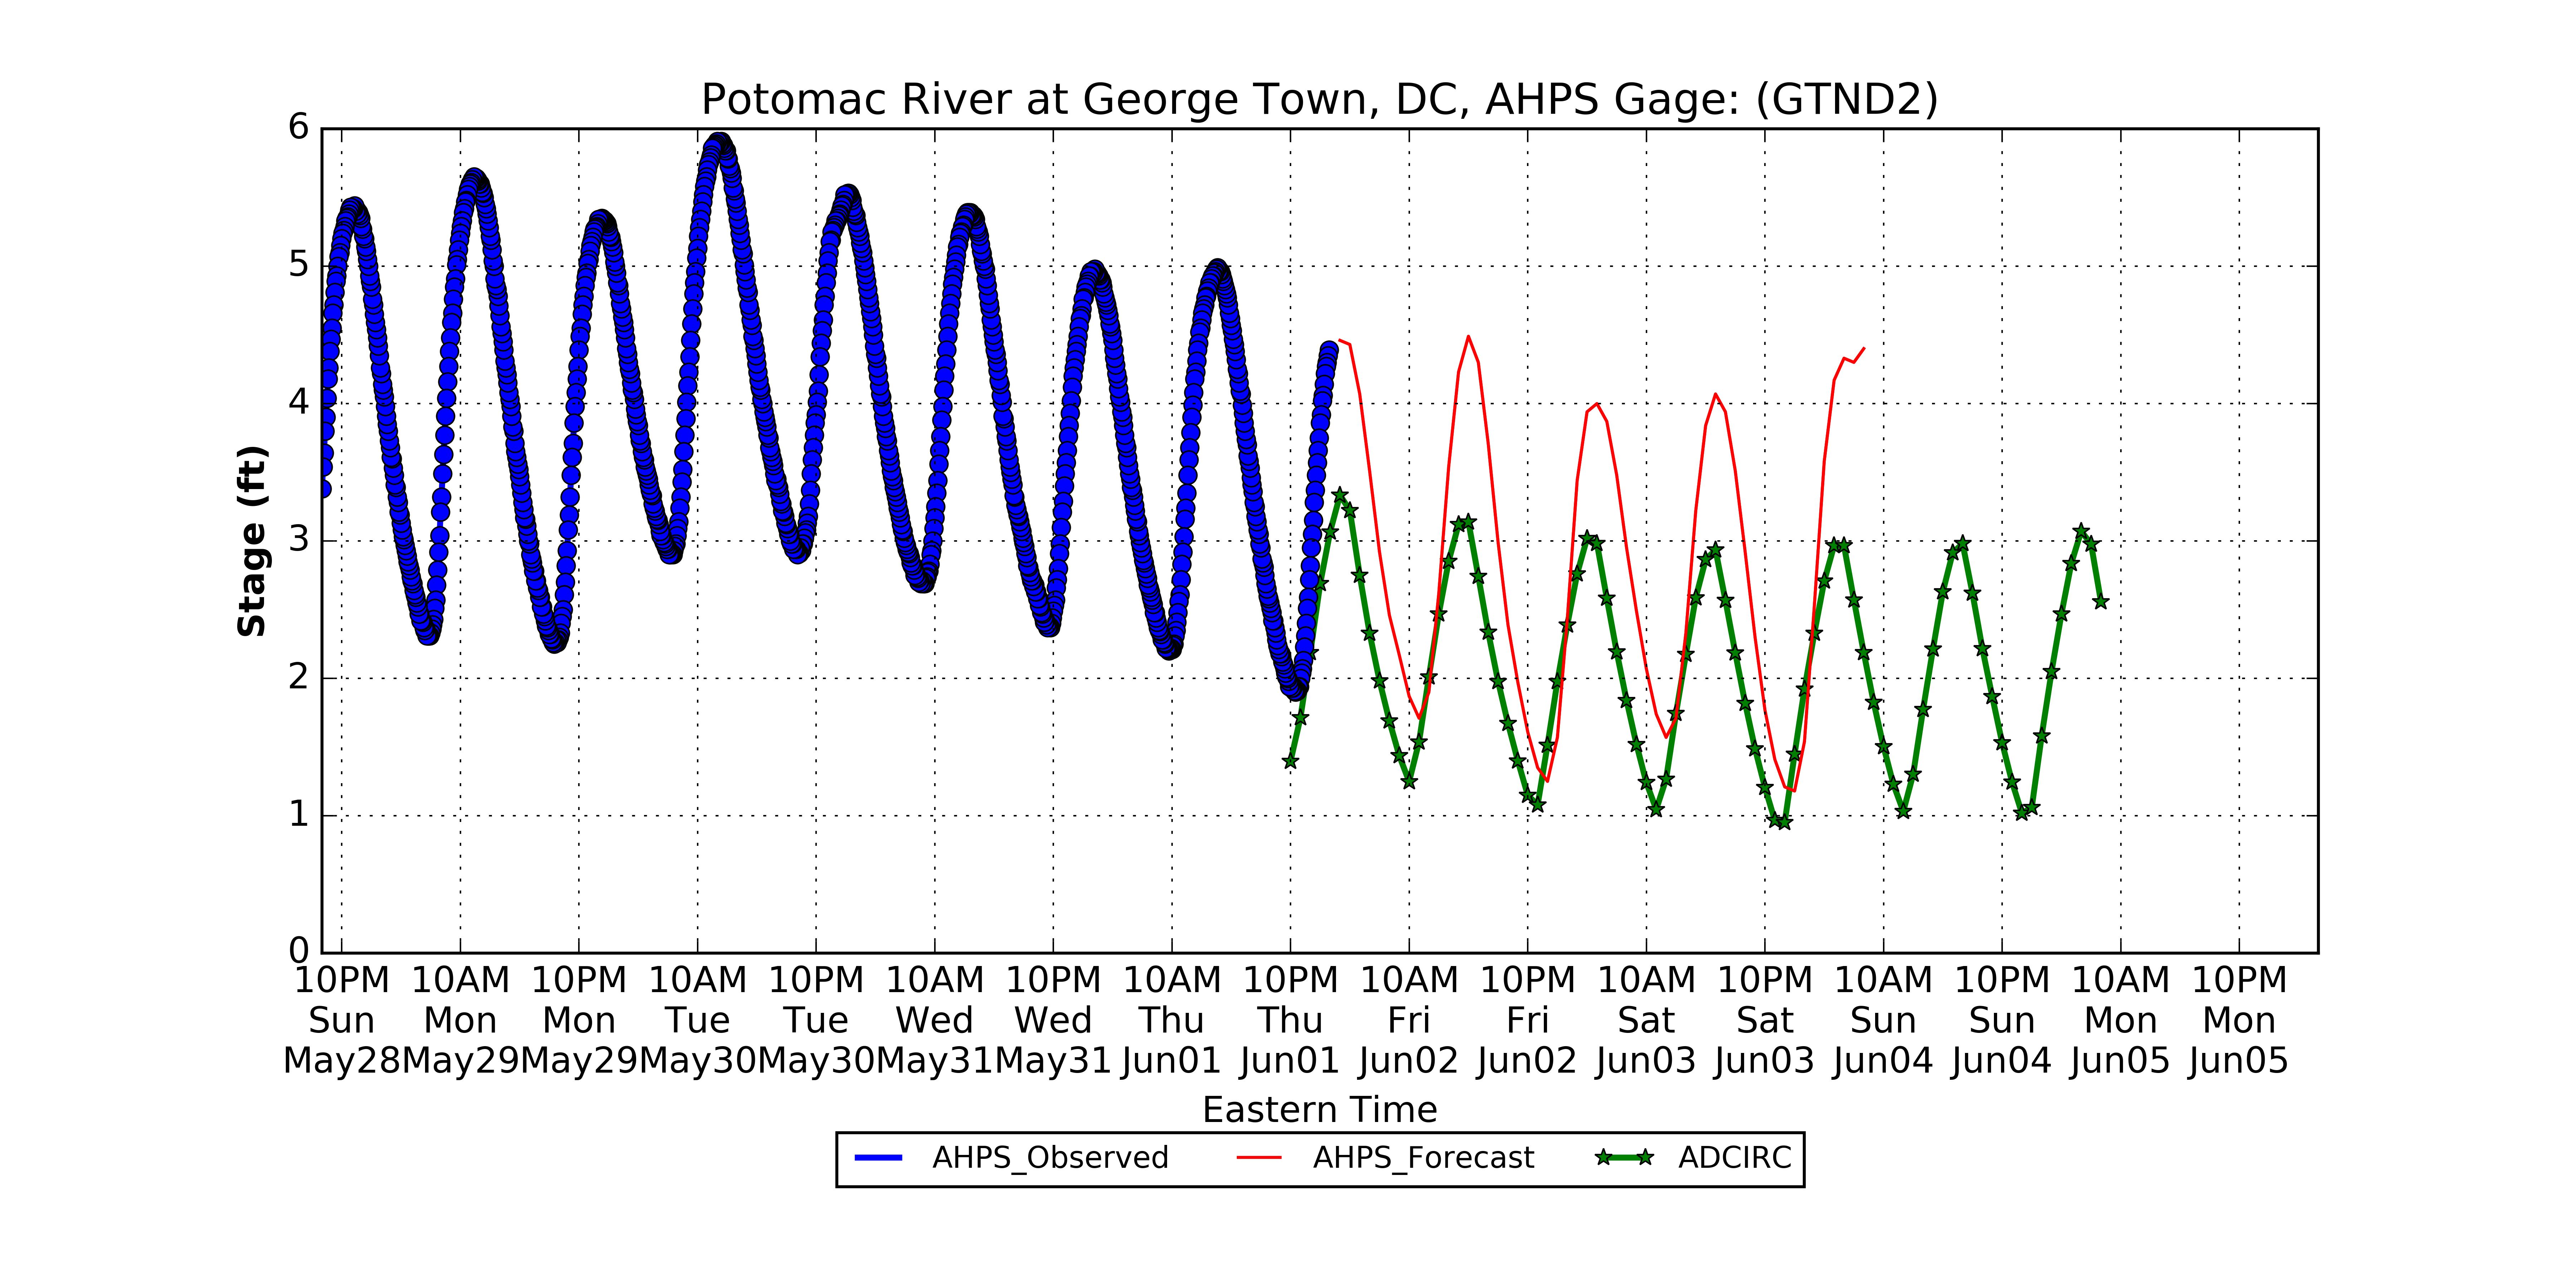 Potomac River at George Town, DC, AHPS Gage: (GTND2)
6
5
4
3
2
1
0
Stage (ft)
10PM 10AM 10PM 10AM 10PM 10AM 10PM 10AM 10PM 10AM 10PM 10AM 10PM 10AM 10PM 10AM 10PM
Sun Mon Mon Tue Tue Wed Wed Thu Thu Fri Fri Sat Sat Sun Sun Mon Mon
May28 May29 May29 May30 May30 May31 May31 Jun01 Jun01 Jun02 Jun02 Jun03 Jun03 Jun04 Jun04 Jun05 Jun05
Eastern Time
AHPS_Observed AHPS_Forecast ADCIRC